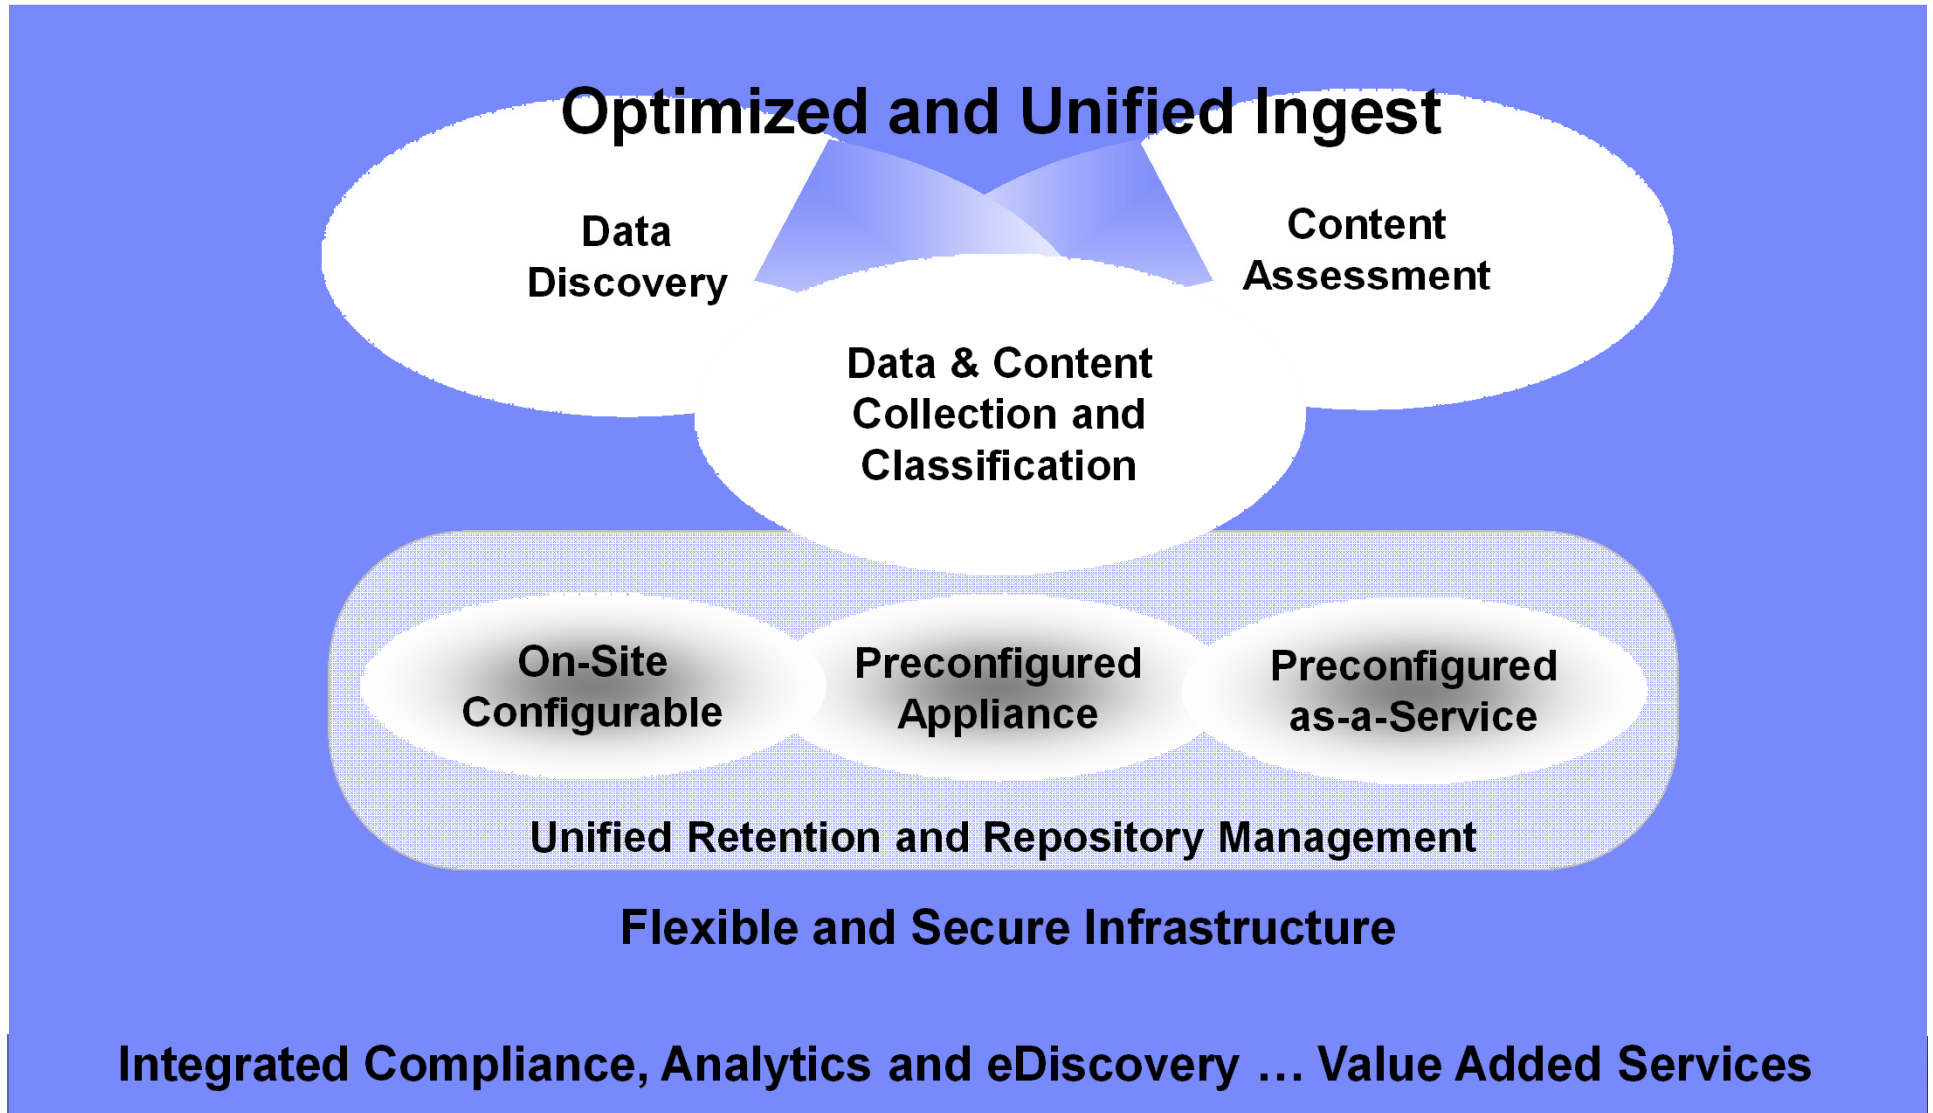 Optimized and Unified Ingest
Data
Discovery
Content
Assessment
Data & Content
Collection and
Classification
On-Site
Configurable
Preconfigured
Appliance
Preconfigured
as-a-Service
Unified Retention and Repository Management
Flexible and Secure Infrastructure
Integrated Compliance, Analytics and eDiscovery … Value Added Services